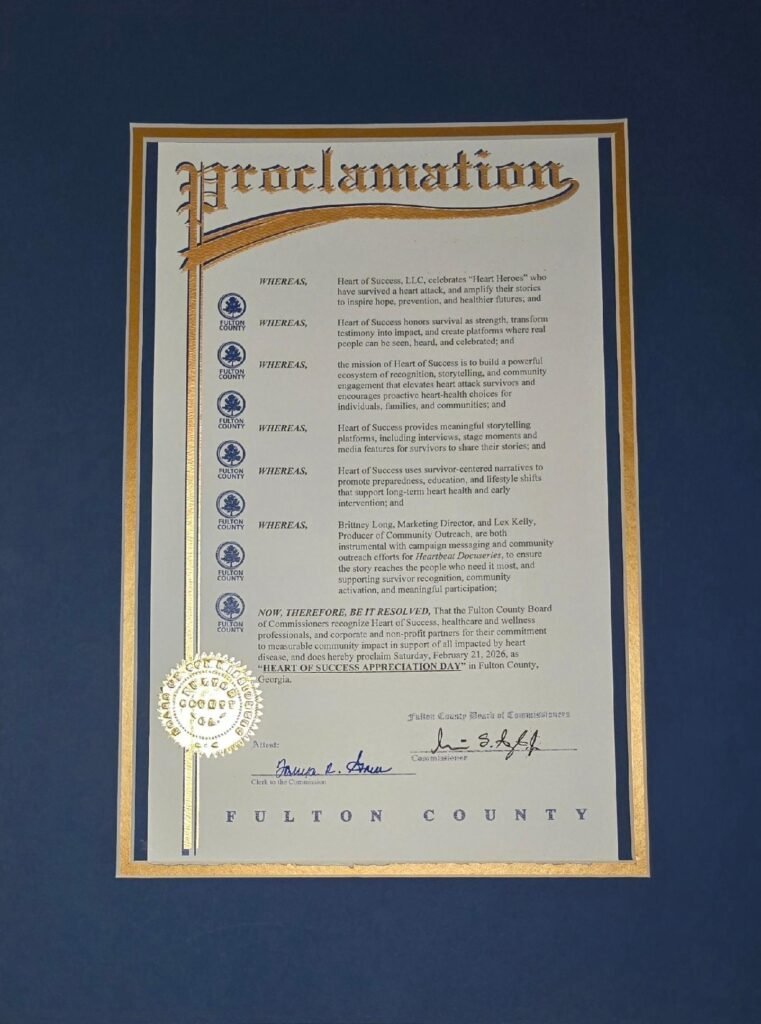 Proclamation
WHEREAS, Heart of Success, LLC, celebrates "Heart Heroes" who
have survived a heart attack, and amplify their stories
to inspire hope, prevention, and healthier futures; and
WHEREAS, Heart of Success honors survival as strength, transform
testimony into impact, and create platforms where real
people can be seen, heard, and celebrated; and
WHEREAS, the mission of Heart of Success is to build a powerful
ecosystem of recognition, storytelling, and community
engagement that elevates heart attack survivors and
encourages proactive heart-health choices for
individuals, families, and communities; and
WHEREAS, Heart of Success provides meaningful storytelling
platforms, including interviews, stage moments and
media features for survivors to share their stories; and
WHEREAS, Heart of Success uses survivor-centered narratives to
promote preparedness, education, and lifestyle shifts
that support long-term heart health and early
intervention; and
WHEREAS, Brittney Long, Marketing Director, and Lex Kelly,
Producer of Community Outreach, are both
instrumental with campaign messaging and community
outreach efforts for Heartbeat Docuseries, to ensure
the story reaches the people who need it most, and
supporting survivor recognition, community
activation, and meaningful participation;
NOW, THEREFORE, BE IT RESOLVED, That the Fulton County Board
of Commissioners recognize Heart of Success, healthcare and wellness
professionals, and corporate and non-profit partners for their commitment
to measurable community impact in support of all impacted by heart
disease, and does hereby proclaim Saturday, February 21, 2026, as
"HEART OF SUCCESS APPRECIATION DAY" in Fulton County,
Georgia.
FULTON
COUNTY
FULTON
COUNTY
FULTON
COUNTY
FULTON
COUNTY
FULTON
COUNTY
FULTON
COUNTY
FULTON
COUNTY
BOARD OF COMMISSIONERS
FULTON
COUNTY
GA.
Fulton County Board of Commissioners
Commissioner
Attest:
Clerk to the Commission
FULTON COUNTY